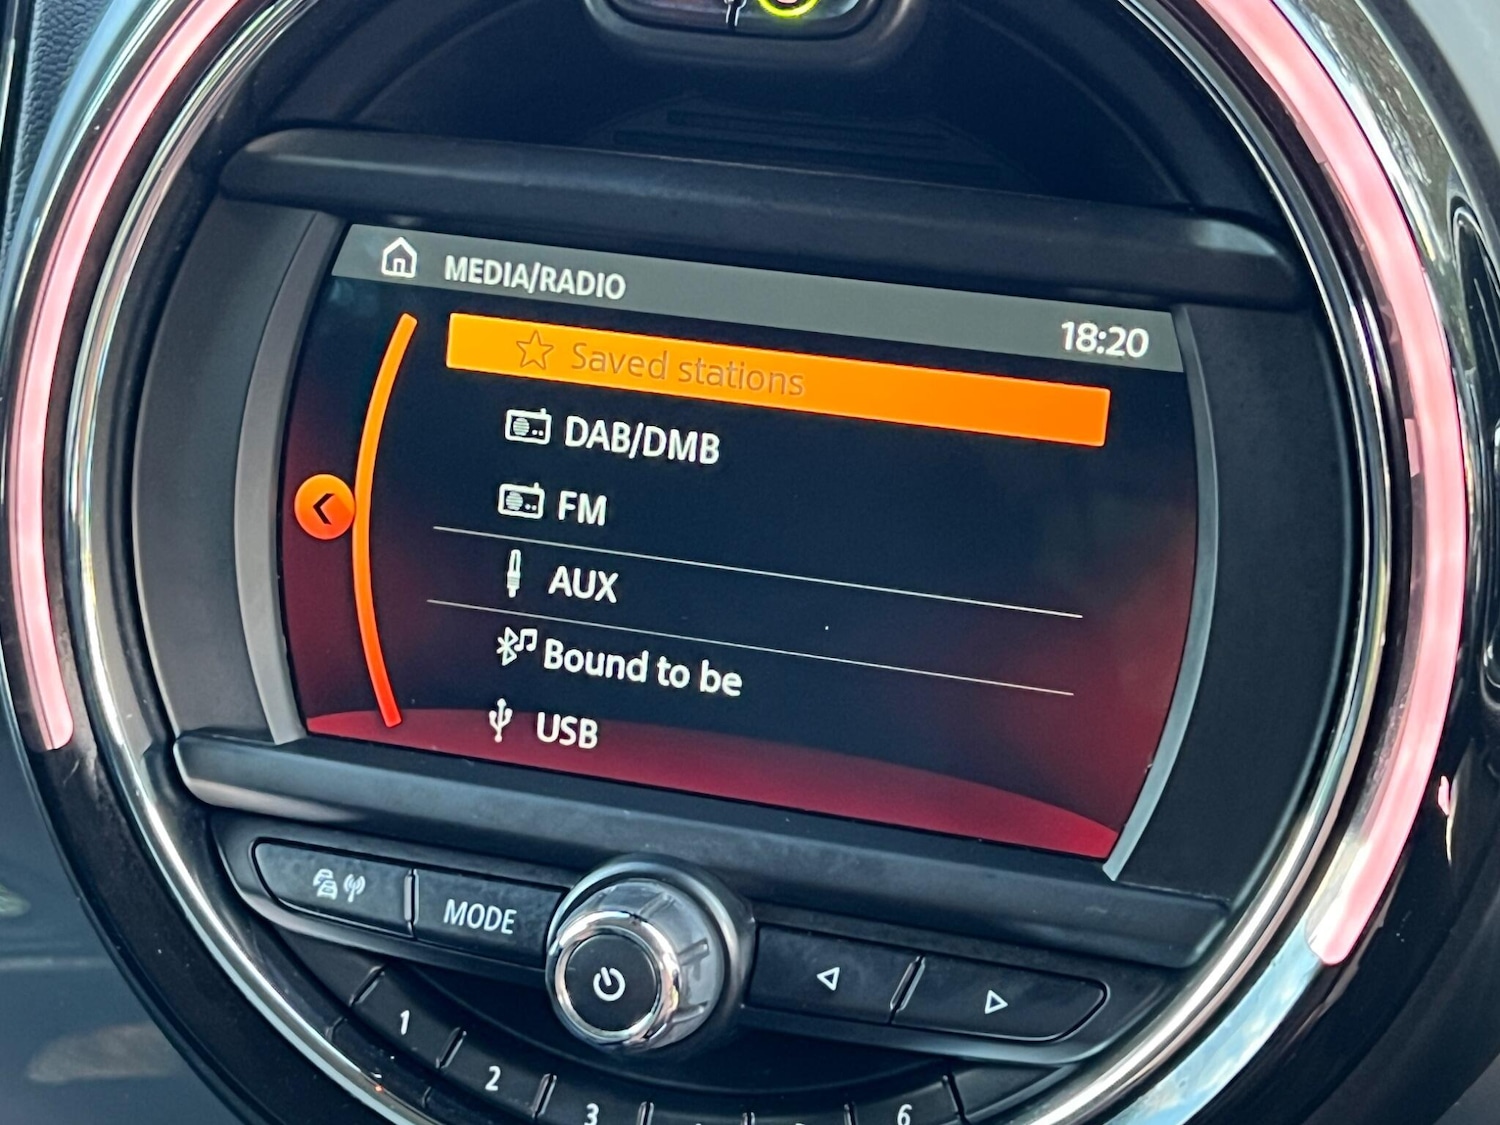 MEDIA/RADIO
18:20
Saved stations
DAB/DMB
FM
AUX
Bound to be
USB
MODE
1
2
3
6